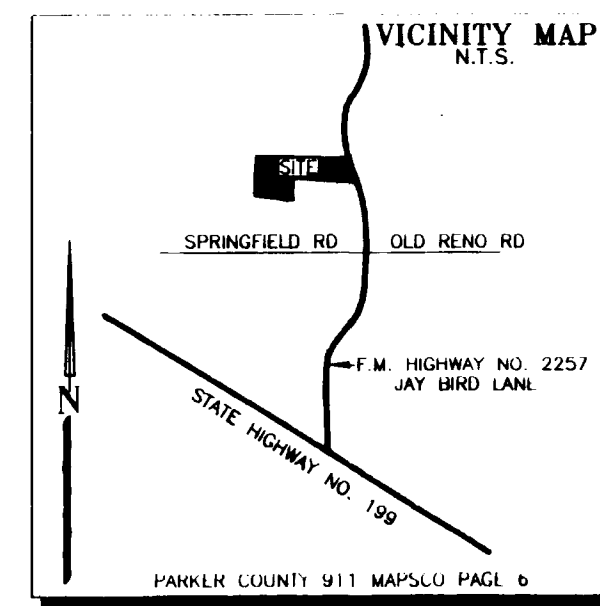 VICINITY MAP
N.T.S.
SITE
SPRINGFIELD RD OLD RENO RD
F.M. HIGHWAY NO. 2257
JAY BIRD LANE
N
STATE HIGHWAY NO. 199
PARKER COUNTY 911 MAPSCO PAGE 6